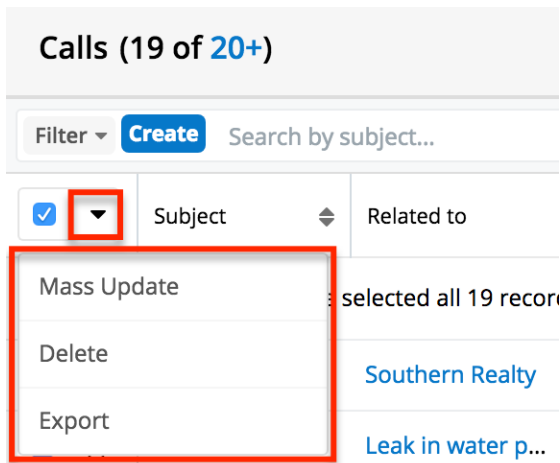 Calls (19 of 20+)
Filter Create Search by subject...
Subject Related to
Mass Update
selected all 19
Delete
Southern Realty
Export
Leak in water p...